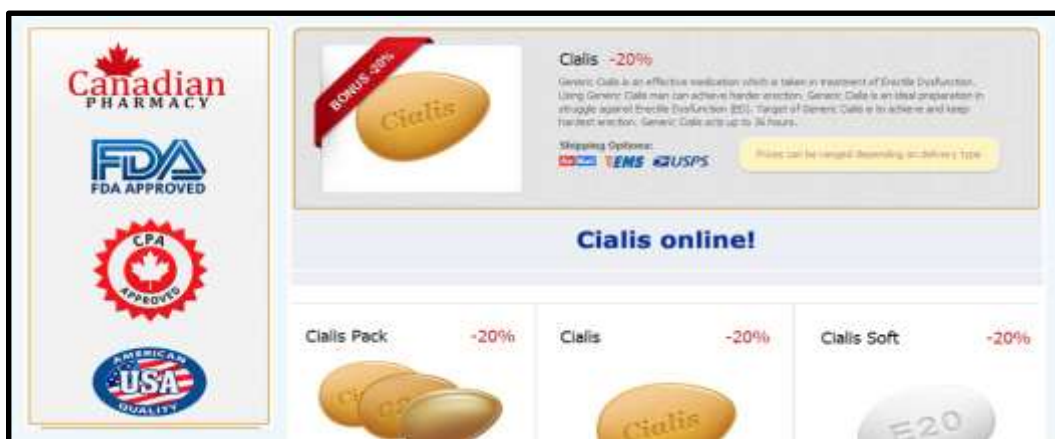 Canadian
PHARMACY
FDA
FDA APPROVED
CPA
APPROVED
AMERICAN
USA
QUALITY
BONUS -20%
Cialis
Cialis -20%
Generic Cialis is an effective medication which is taken in treatment of Erectile Dysfunction.
Using Generic Cialis man can achieve harder erection. Generic Cialis is an ideal preparation in
struggle against Erectile Dysfunction (ED). Target of Generic Cialis is to achieve and keep
hardest erection. Generic Cialis acts up to 36 hours.
Shipping Options:
EMS USPS
Prices can be ranged depending on delivery type
Cialis online!
Cialis Pack -20%
Cialis -20%
Cialis Soft -20%
Cialis
E20